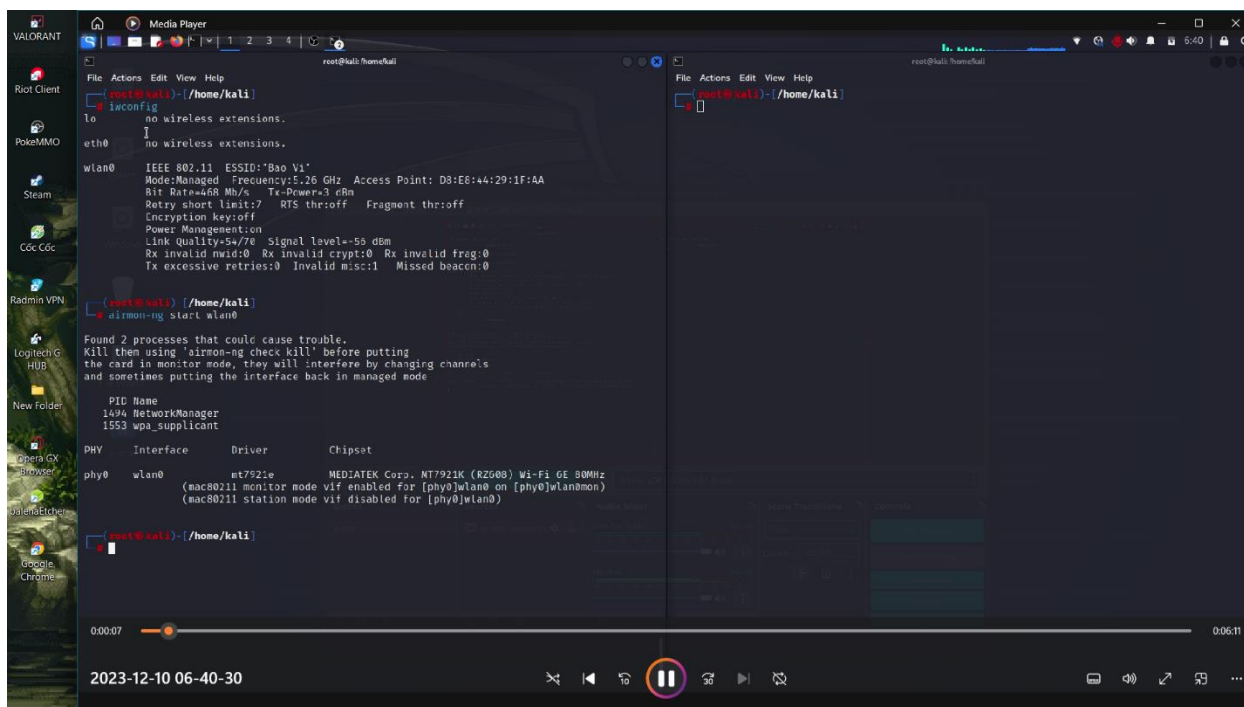 VALORANT
Riot Client
PokeMMO
Steam
Cốc Cốc
Radmin VPN
Logitech G
HUB
New Folder
Opera GX
Browser
balenaEtcher
Google
Chrome
Media Player
1 2 3 4
6:40
root@kali: /home/kali
File Actions Edit View Help
(root㉿kali)-[/home/kali]
# iwconfig
lo no wireless extensions.
eth0 no wireless extensions.
wlan0 IEEE 802.11 ESSID:"Bao Vi"
Mode:Managed Frequency:5.26 GHz Access Point: D8:E8:44:29:1F:AA
Bit Rate=468 Mb/s Tx-Power=3 dBm
Retry short limit:7 RTS thr:off Fragment thr:off
Encryption key:off
Power Management:on
Link Quality=54/70 Signal level=-56 dBm
Rx invalid nwid:0 Rx invalid crypt:0 Rx invalid frag:0
Tx excessive retries:0 Invalid misc:1 Missed beacon:0
(root㉿kali)-[/home/kali]
# airmon-ng start wlan0
Found 2 processes that could cause trouble.
Kill them using 'airmon-ng check kill' before putting
the card in monitor mode, they will interfere by changing channels
and sometimes putting the interface back in managed mode
PID Name
1494 NetworkManager
1553 wpa_supplicant
PHY Interface Driver Chipset
phy0 wlan0 mt7921e MEDIATEK Corp. MT7921K (RZ608) Wi-Fi 6E 80MHz
(mac80211 monitor mode vif enabled for [phy0]wlan0 on [phy0]wlan0mon)
(mac80211 station mode vif disabled for [phy0]wlan0)
(root㉿kali)-[/home/kali]
#
root@kali: /home/kali
File Actions Edit View Help
(root㉿kali)-[/home/kali]
#
0:00:07
0:06:11
2023-12-10 06-40-30
10
30